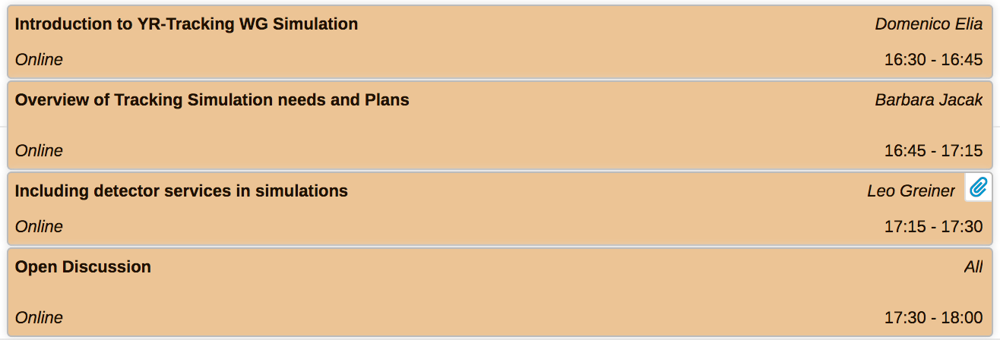 Introduction to YR-Tracking WG Simulation Domenico Elia
Online 16:30 - 16:45
Overview of Tracking Simulation needs and Plans Barbara Jacak
Online 16:45 - 17:15
Including detector services in simulations Leo Greiner
Online 17:15 - 17:30
Open Discussion All
Online 17:30 - 18:00